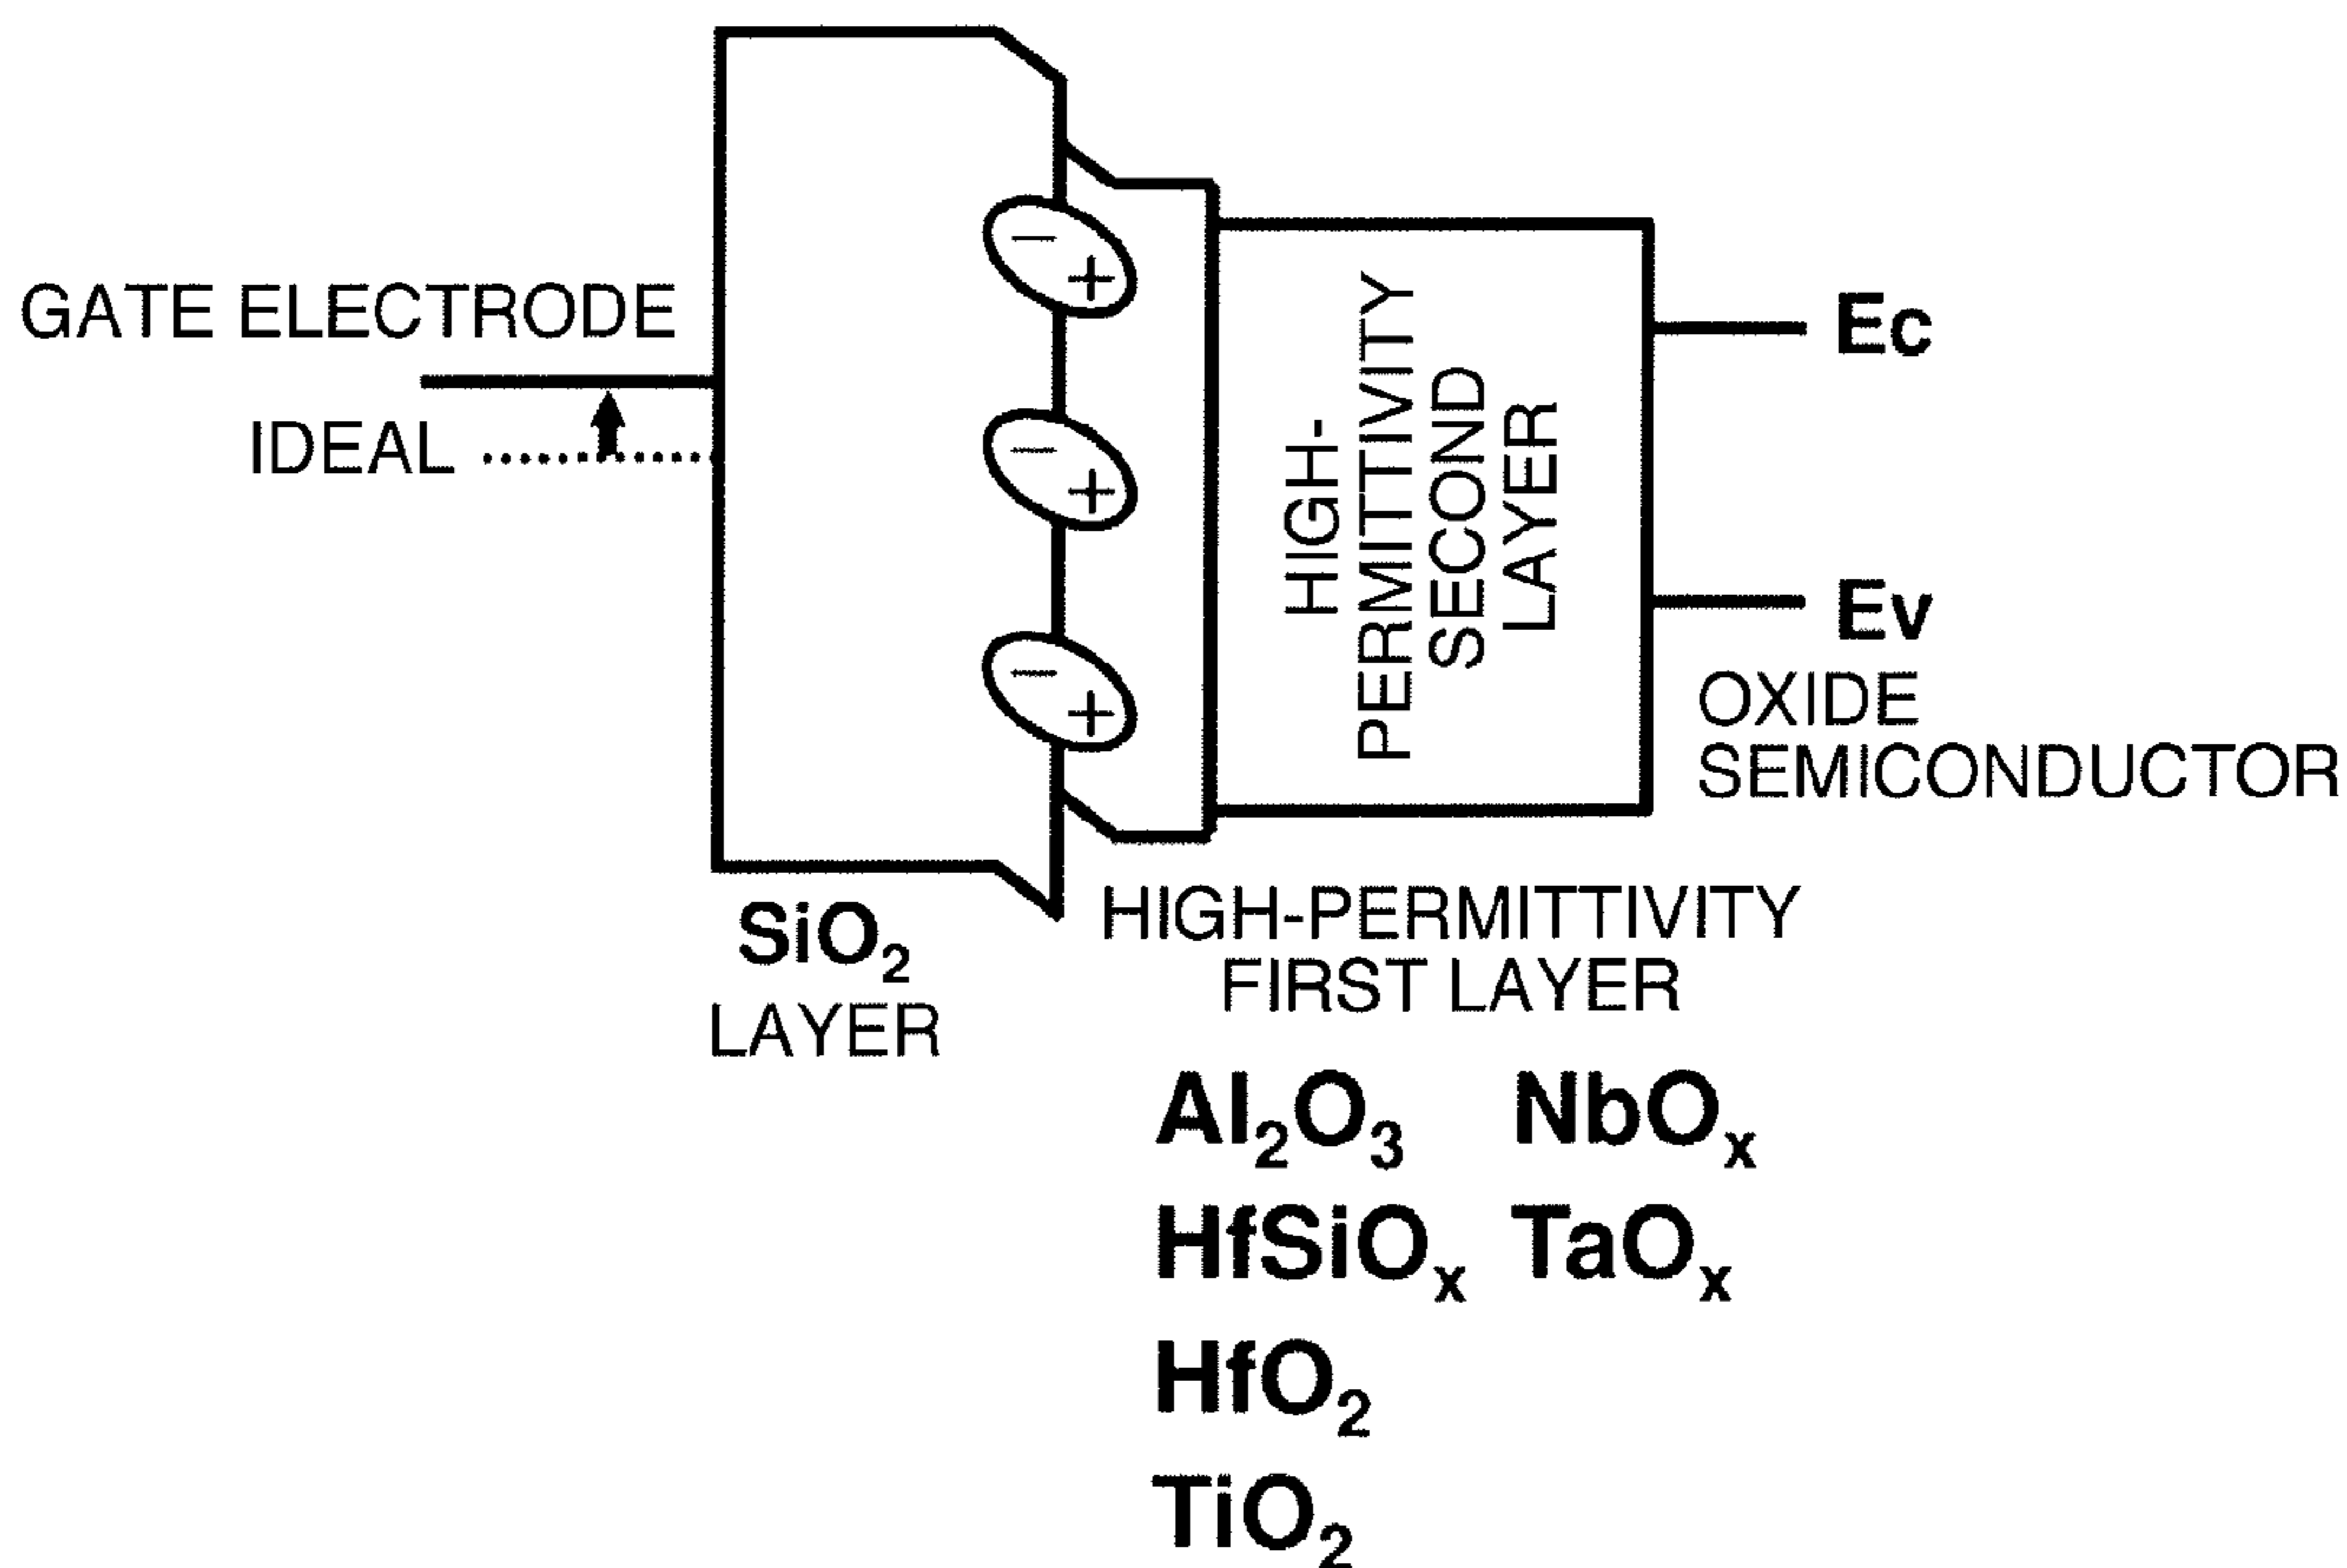 GATE ELECTRODE
IDEAL
−
+
−
+
−
+
HIGH-
PERMITTIVITY
SECOND
LAYER
Ec
Ev
OXIDE
SEMICONDUCTOR
SiO₂
LAYER
HIGH-PERMITTIVITY
FIRST LAYER
Al₂O₃ NbOₓ
HfSiOₓ TaOₓ
HfO₂
TiO₂